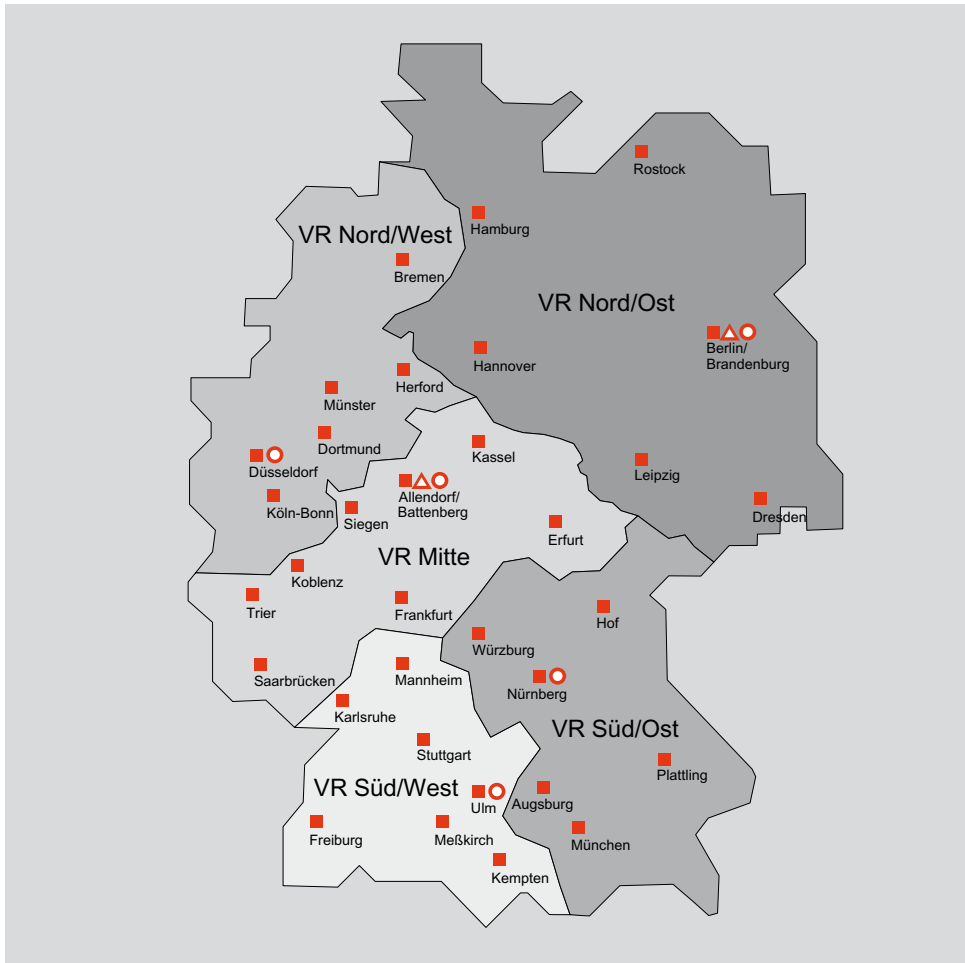 Rostock
Hamburg
VR Nord/West
Bremen
VR Nord/Ost
Berlin/
Brandenburg
Hannover
Herford
Münster
Dortmund
Kassel
Düsseldorf
Leipzig
Allendorf/
Battenberg
Köln-Bonn
Siegen
Dresden
Erfurt
VR Mitte
Koblenz
Trier
Frankfurt
Hof
Würzburg
Saarbrücken
Mannheim
Nürnberg
Karlsruhe
VR Süd/Ost
Stuttgart
Plattling
VR Süd/West
Ulm
Augsburg
Freiburg
Meßkirch
München
Kempten